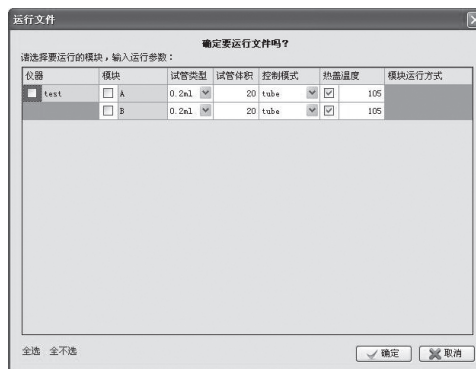 运行文件
确定要运行文件吗?
请选择要运行的模块,输入运行参数:
仪器 模块 试管类型 试管体积 控制模式 热盖温度 模块运行方式
test A 0.2ml 20 tube 105
B 0.2ml 20 tube 105
全选 全不选 确定 取消